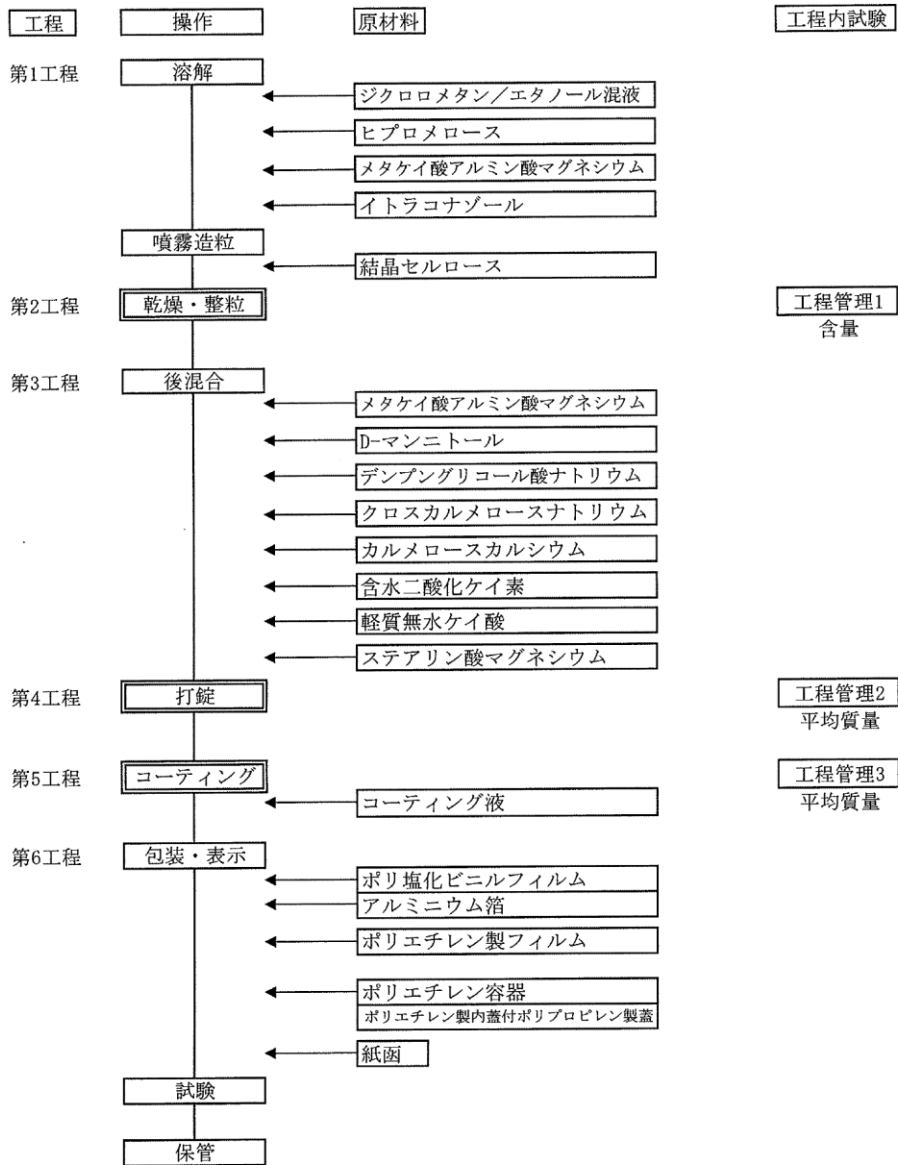 工程 操作 原材料 工程内試験
第1工程 溶解
ジクロロメタン/エタノール混液
ヒプロメロース
メタケイ酸アルミン酸マグネシウム
イトラコナゾール
噴霧造粒
結晶セルロース
第2工程 乾燥・整粒 工程管理1
含量
第3工程 後混合
メタケイ酸アルミン酸マグネシウム
D-マンニトール
デンプングリコール酸ナトリウム
クロスカルメロースナトリウム
カルメロースカルシウム
含水二酸化ケイ素
軽質無水ケイ酸
ステアリン酸マグネシウム
第4工程 打錠 工程管理2
平均質量
第5工程 コーティング 工程管理3
コーティング液 平均質量
第6工程 包装・表示
ポリ塩化ビニルフィルム
アルミニウム箔
ポリエチレン製フィルム
ポリエチレン容器
ポリエチレン製内蓋付ポリプロピレン製蓋
紙函
試験
保管